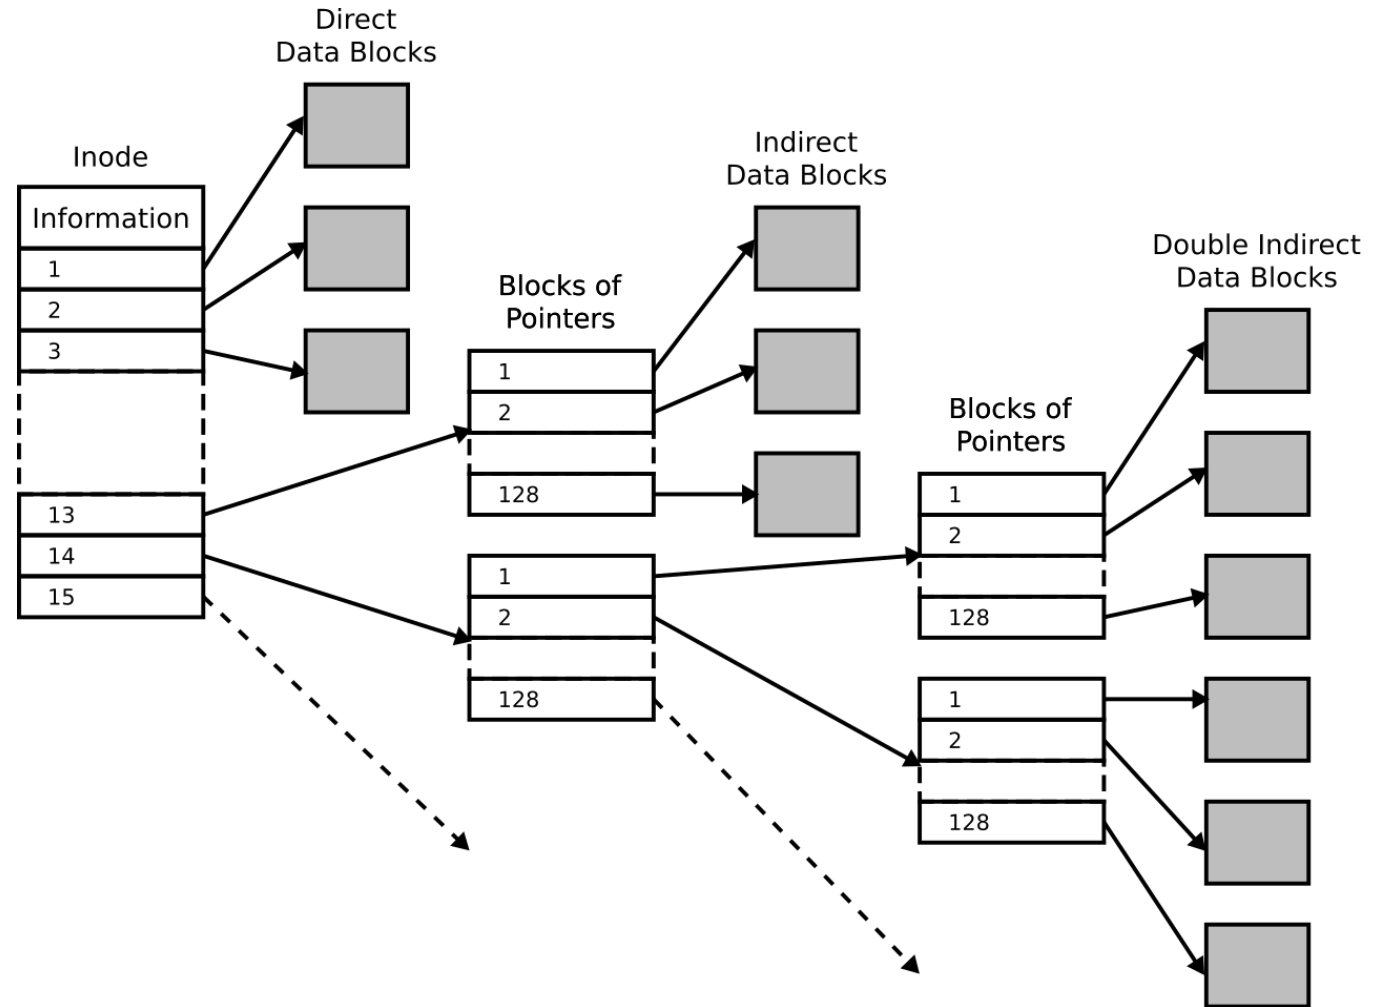 Direct
Data Blocks
Inode
Information
1
2
3
13
14
15
Blocks of
Pointers
1
2
128
1
2
128
Indirect
Data Blocks
Blocks of
Pointers
1
2
128
1
2
128
Double Indirect
Data Blocks